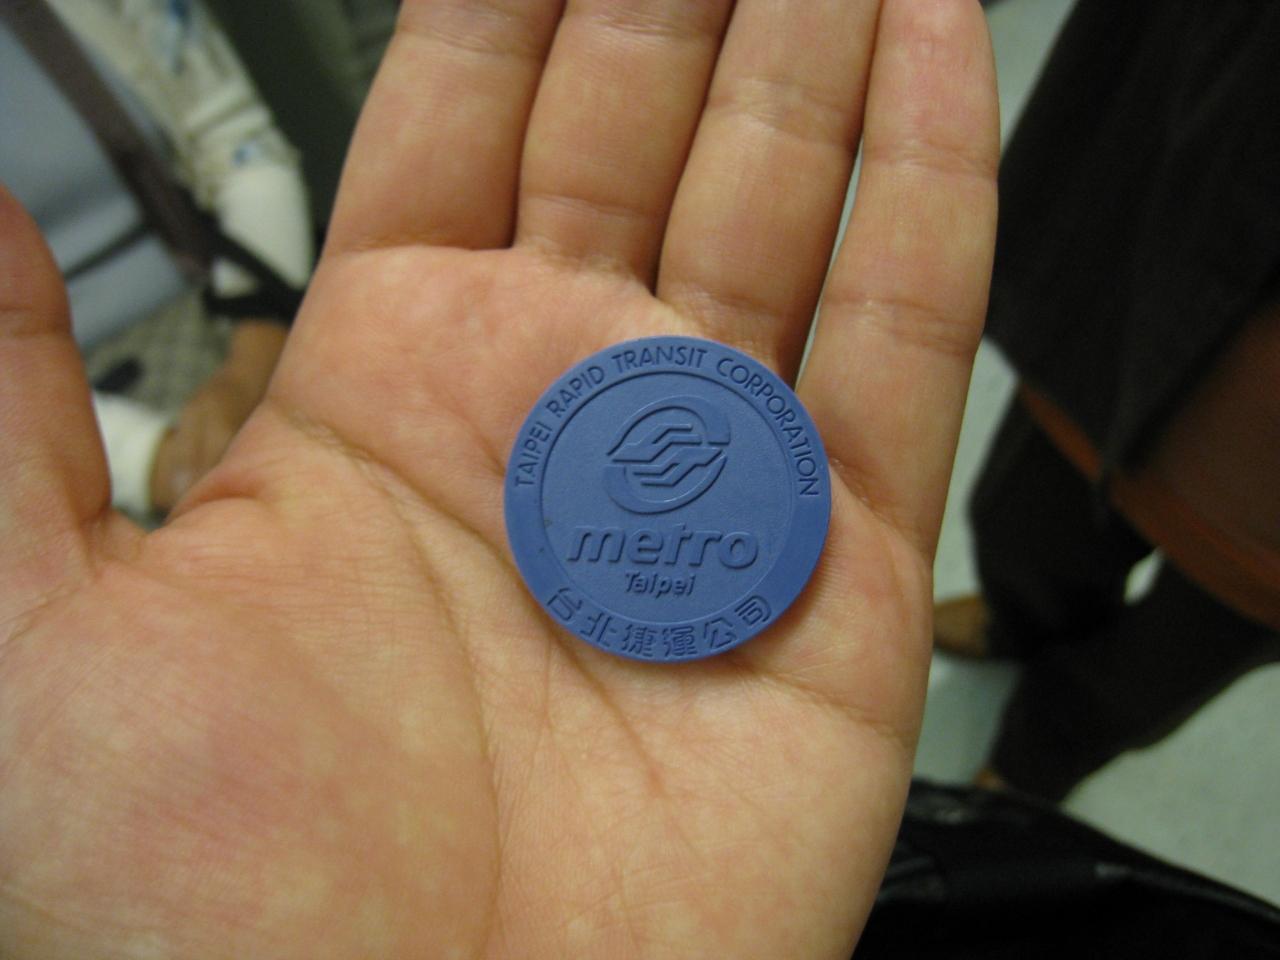 TAIPEI RAPID TRANSIT CORPORATION
metro
Taipei
台北捷運公司